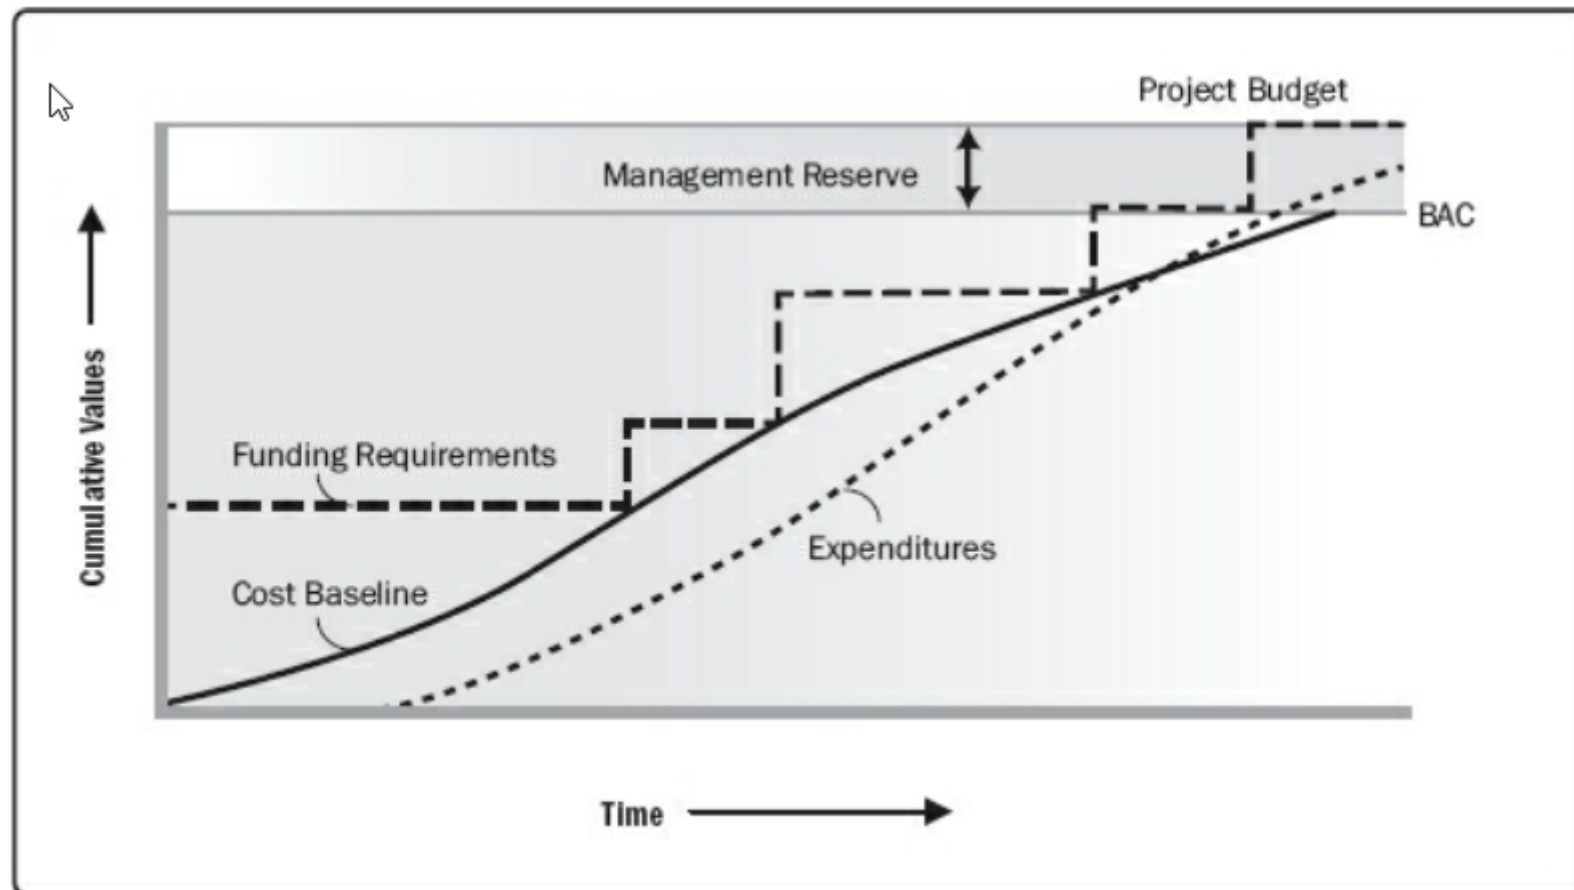 Project Budget
Management Reserve
BAC
Funding Requirements
Expenditures
Cost Baseline
Cumulative Values
Time